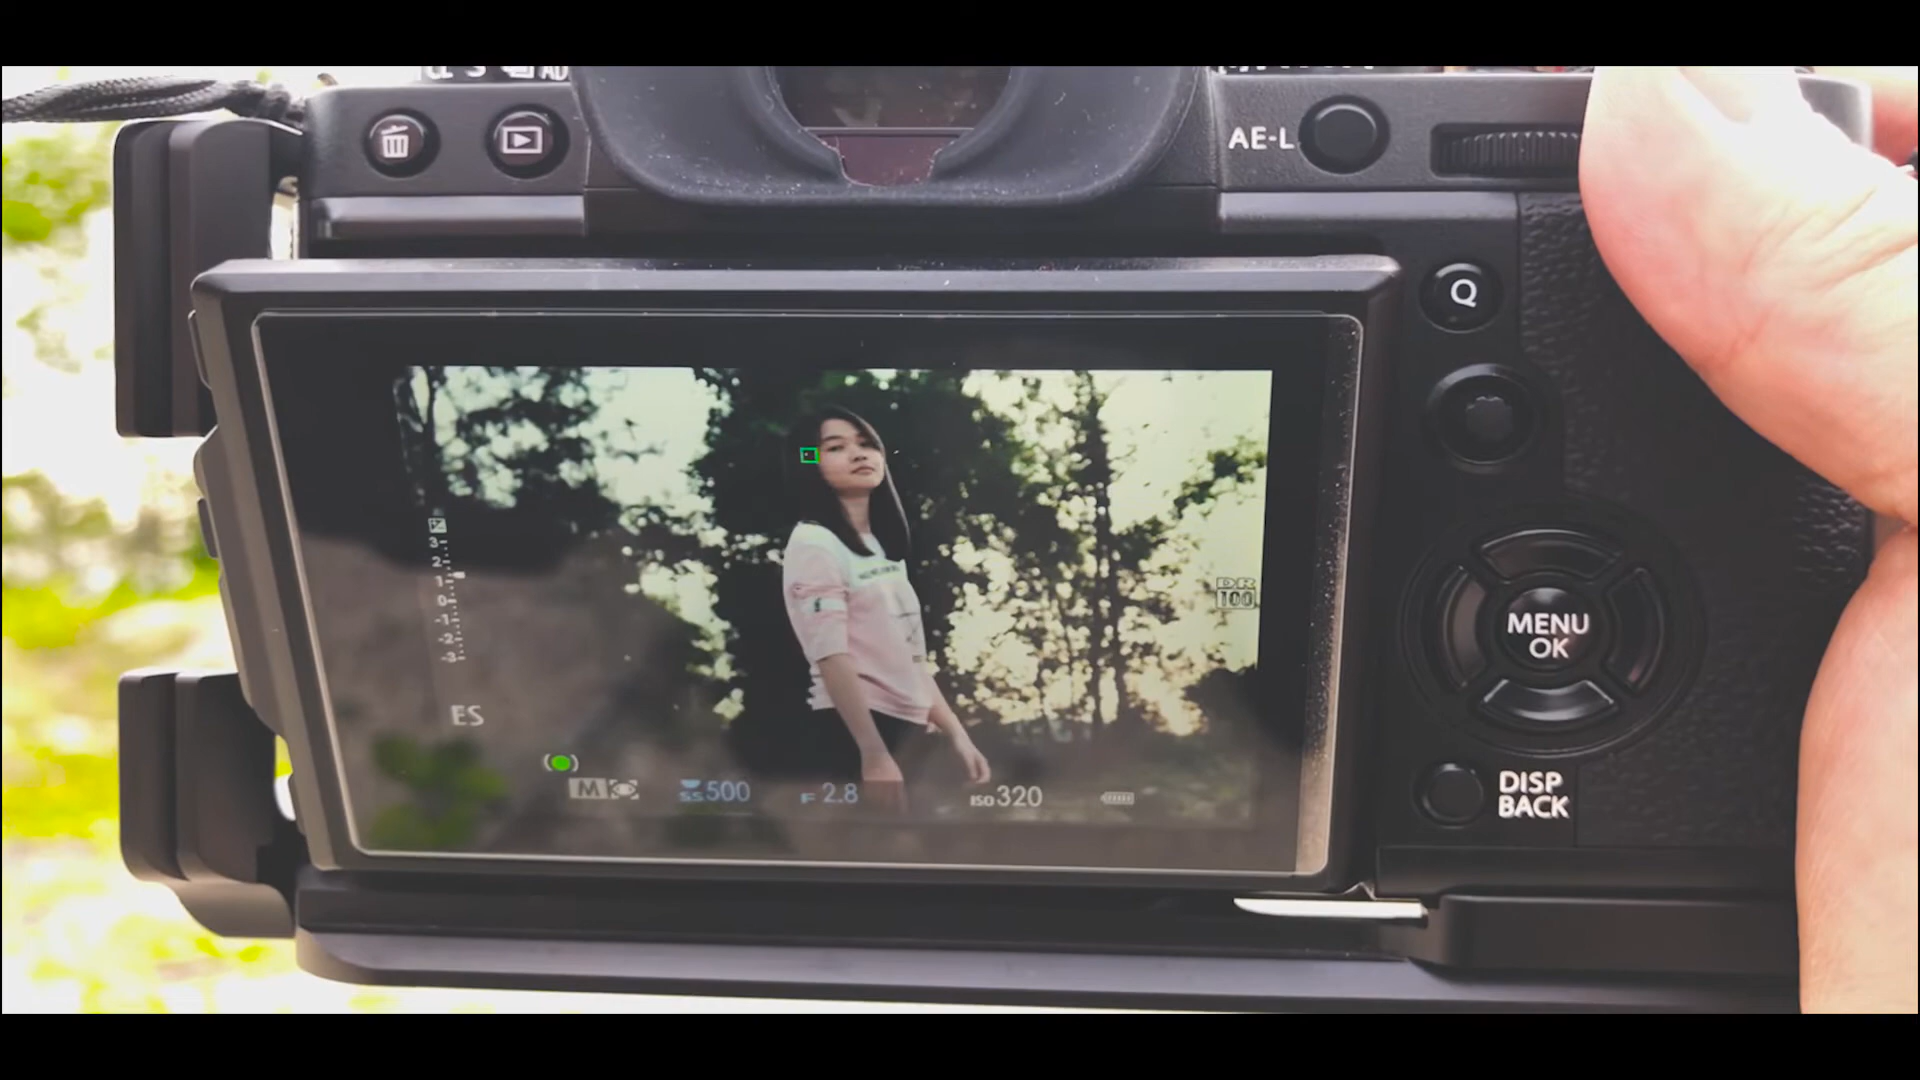 AE-L
Q
3
2
1
0
-1
-2
-3
DR
100
MENU
OK
ES
DISP
BACK
M
SS 500
F 2.8
ISO 320